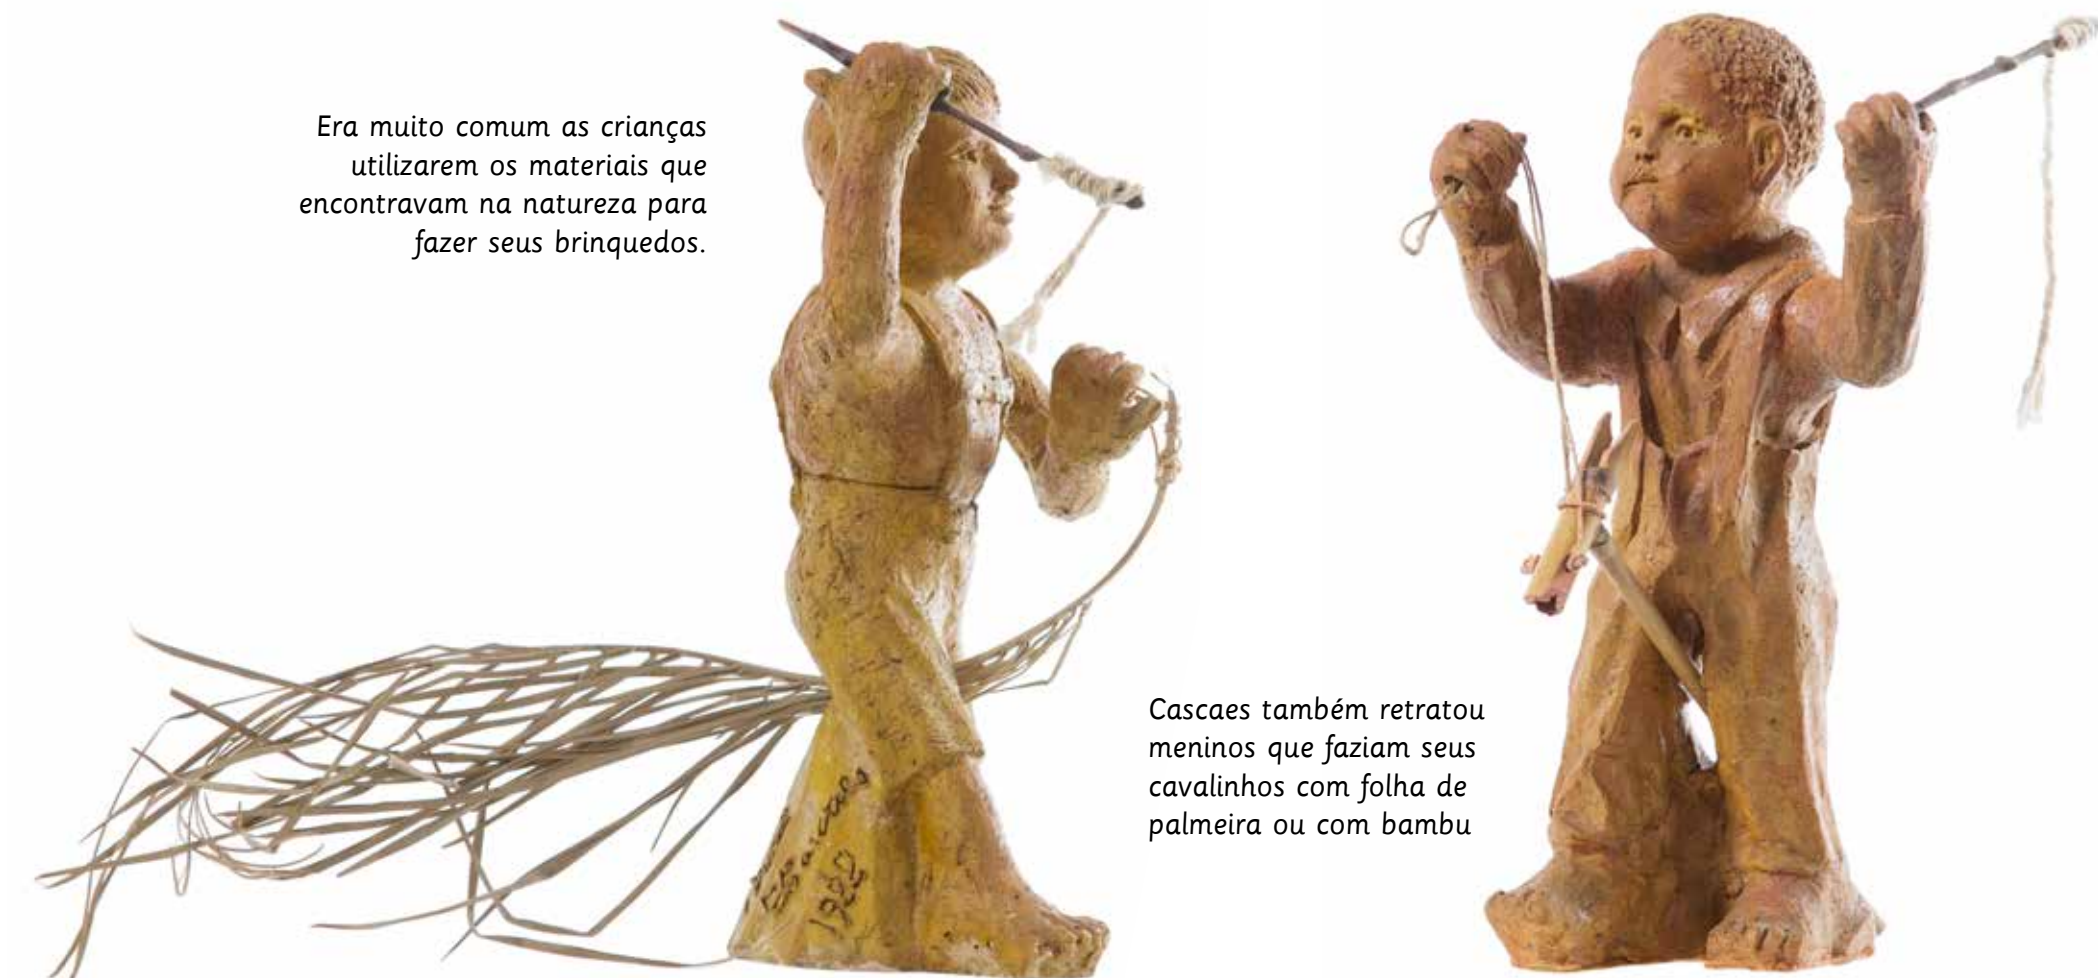 Era muito comum as crianças
utilizarem os materiais que
encontravam na natureza para
fazer seus brinquedos.
Cascaes também retratou
meninos que faziam seus
cavalinhos com folha de
palmeira ou com bambu